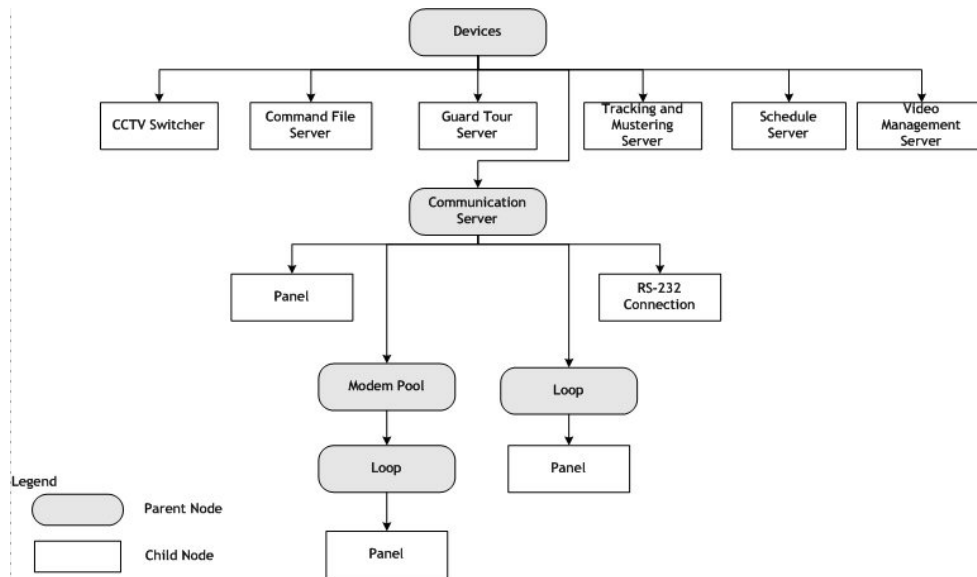 Devices
CCTV Switcher
Command File
Server
Guard Tour
Server
Tracking and
Mustering
Server
Schedule
Server
Video
Management
Server
Communication
Server
Panel
RS-232
Connection
Modem Pool
Loop
Loop
Panel
Legend
Parent Node
Panel
Child Node